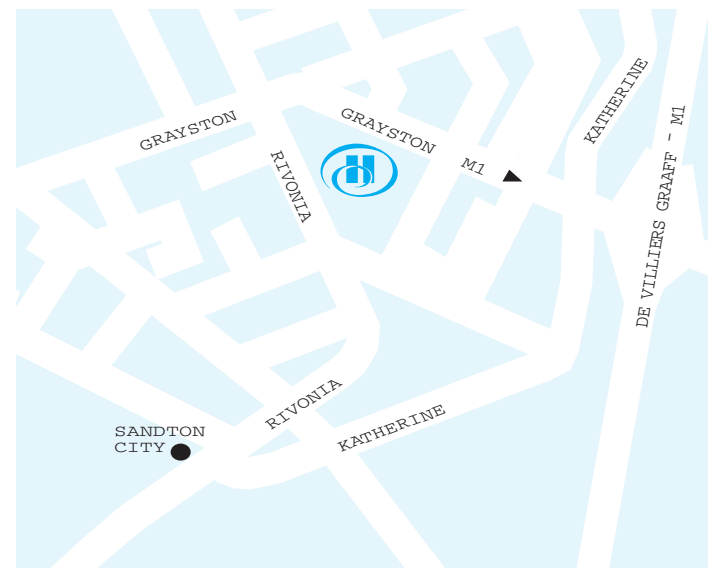 KATHERINE
GRAYSTON
GRAYSTON
M1
RIVONIA
DE VILLIERS GRAAFF - M1
RIVONIA
KATHERINE
SANDTON
CITY